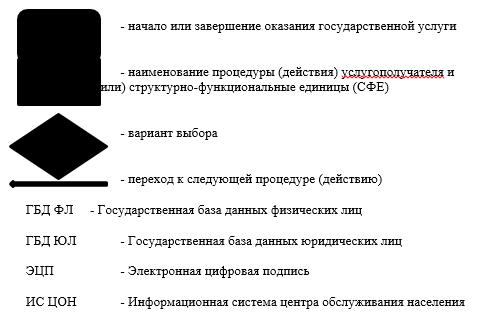 - начало или завершение оказания государственной услуги
- наименование процедуры (действия) услугополучателя и
или) структурно-функциональные единицы (СФЕ)
- вариант выбора
- переход к следующей процедуре (действию)
ГБД ФЛ - Государственная база данных физических лиц
ГБД ЮЛ - Государственная база данных юридических лиц
ЭЦП - Электронная цифровая подпись
ИС ЦОН - Информационная система центра обслуживания населения